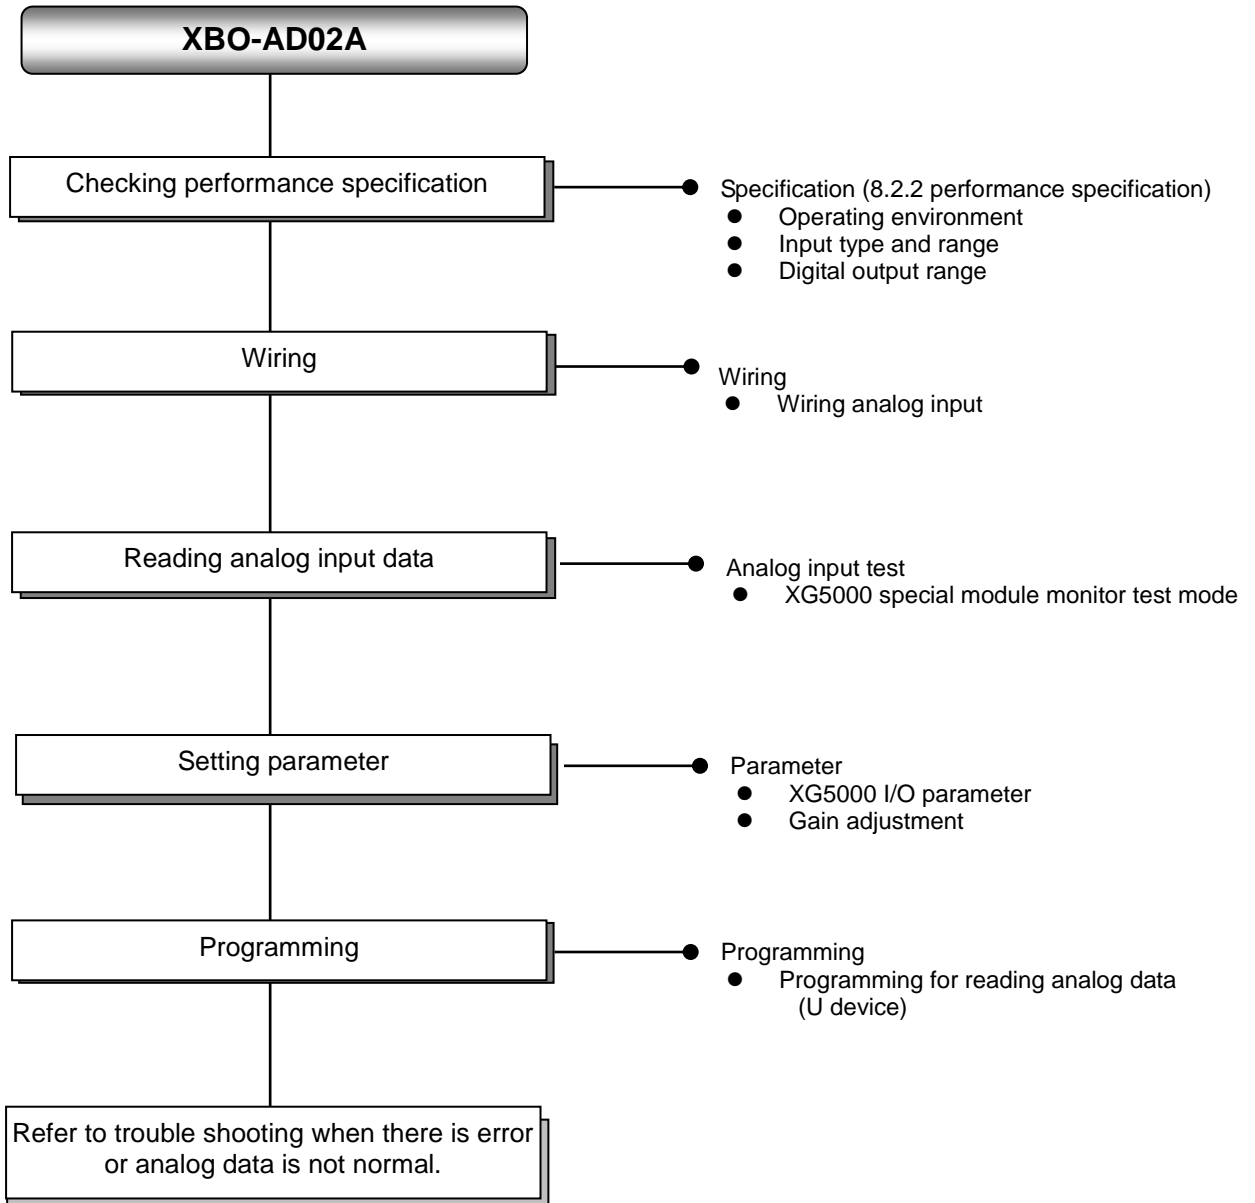 XBO-AD02A
Checking performance specification
Specification (8.2.2 performance specification)
● Operating environment
● Input type and range
● Digital output range
Wiring
Wiring
● Wiring analog input
Reading analog input data
Analog input test
● XG5000 special module monitor test mode
Setting parameter
Parameter
● XG5000 I/O parameter
● Gain adjustment
Programming
Programming
● Programming for reading analog data
(U device)
Refer to trouble shooting when there is error
or analog data is not normal.